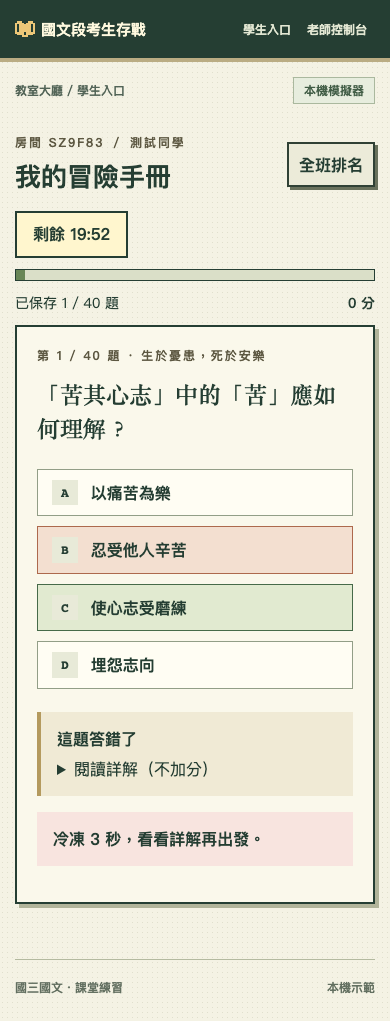 國文段考生存戰
學生入口 老師控制台
教室大廳 / 學生入口
本機模擬器
房間 SZ9F83 / 測試同學
我的冒險手冊
全班排名
剩餘 19:52
已保存 1 / 40 題
0 分
第 1 / 40 題 · 生於憂患，死於安樂
「苦其心志」中的「苦」應如
何理解？
A 以痛苦為樂
B 忍受他人辛苦
C 使心志受磨練
D 埋怨志向
這題答錯了
▶ 閱讀詳解（不加分）
冷凍 3 秒，看看詳解再出發。
國三國文 · 課堂練習
本機示範